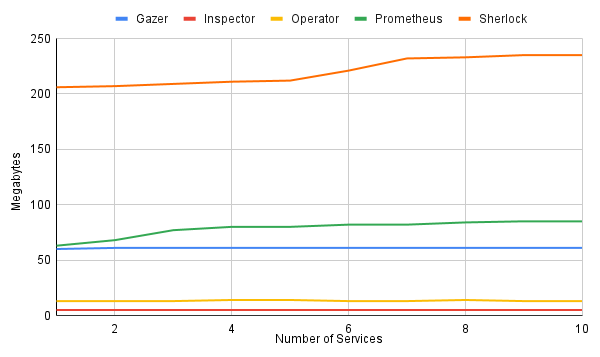 Gazer Inspector Operator Prometheus Sherlock
250
200
150
100
50
0
Megabytes
2 4 6 8 10
Number of Services